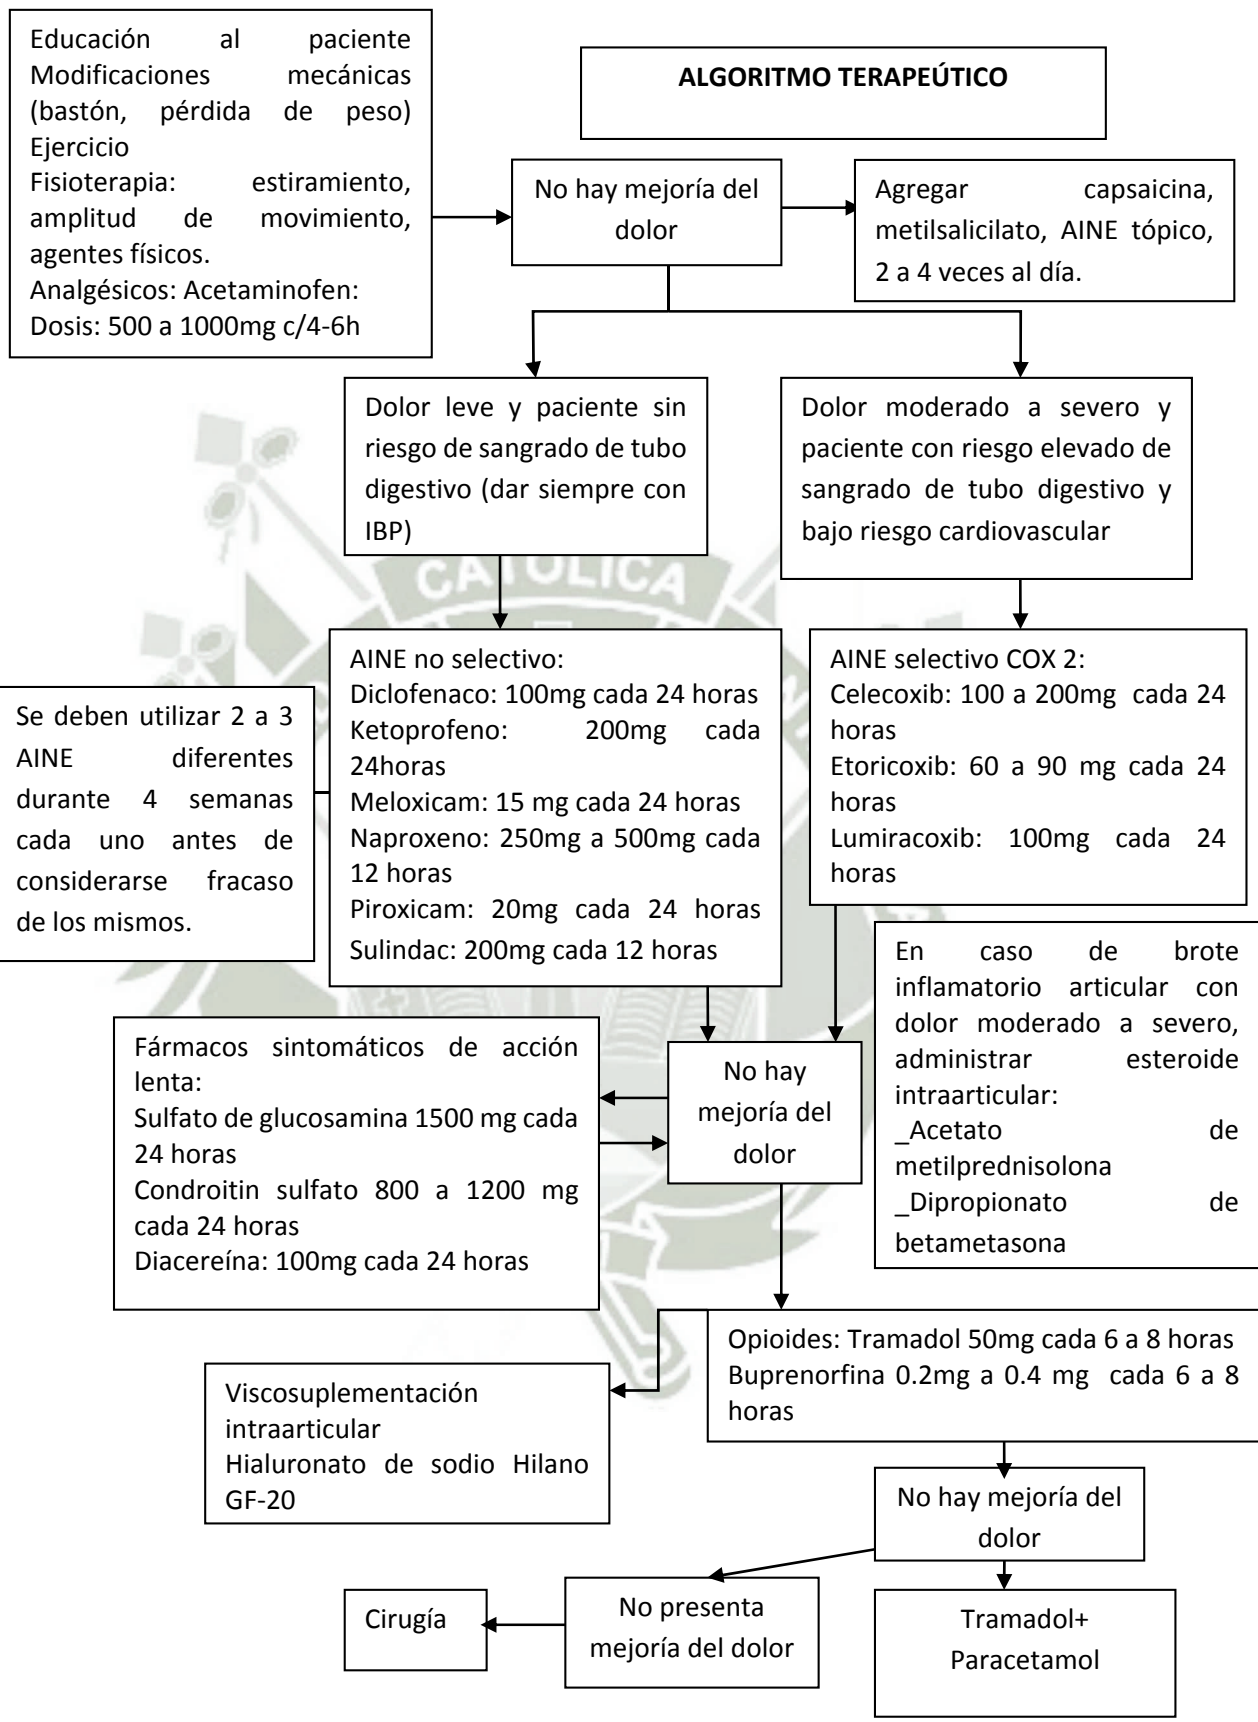 Educación al paciente
Modificaciones mecánicas
(bastón, pérdida de peso)
Ejercicio
Fisioterapia: estiramiento,
amplitud de movimiento,
agentes físicos.
Analgésicos: Acetaminofen:
Dosis: 500 a 1000mg c/4-6h
ALGORITMO TERAPEÚTICO
No hay mejoría del
dolor
Agregar capsaicina,
metilsalicilato, AINE tópico,
2 a 4 veces al día.
Dolor leve y paciente sin
riesgo de sangrado de tubo
digestivo (dar siempre con
IBP)
Dolor moderado a severo y
paciente con riesgo elevado de
sangrado de tubo digestivo y
bajo riesgo cardiovascular
CATOLICA
Se deben utilizar 2 a 3
AINE diferentes
durante 4 semanas
cada uno antes de
considerarse fracaso
de los mismos.
AINE no selectivo:
Diclofenaco: 100mg cada 24 horas
Ketoprofeno: 200mg cada
24horas
Meloxicam: 15 mg cada 24 horas
Naproxeno: 250mg a 500mg cada
12 horas
Piroxicam: 20mg cada 24 horas
Sulindac: 200mg cada 12 horas
AINE selectivo COX 2:
Celecoxib: 100 a 200mg cada 24
horas
Etoricoxib: 60 a 90 mg cada 24
horas
Lumiracoxib: 100mg cada 24
horas
En caso de brote
inflamatorio articular con
dolor moderado a severo,
administrar esteroide
intraarticular:
_Acetato de
metilprednisolona
_Dipropionato de
betametasona
Fármacos sintomáticos de acción
lenta:
Sulfato de glucosamina 1500 mg cada
24 horas
Condroitin sulfato 800 a 1200 mg
cada 24 horas
Diacereína: 100mg cada 24 horas
No hay
mejoría del
dolor
Opioides: Tramadol 50mg cada 6 a 8 horas
Buprenorfina 0.2mg a 0.4 mg cada 6 a 8
horas
Viscosuplementación
intraarticular
Hialuronato de sodio Hilano
GF-20
No hay mejoría del
dolor
Cirugía
No presenta
mejoría del dolor
Tramadol+
Paracetamol